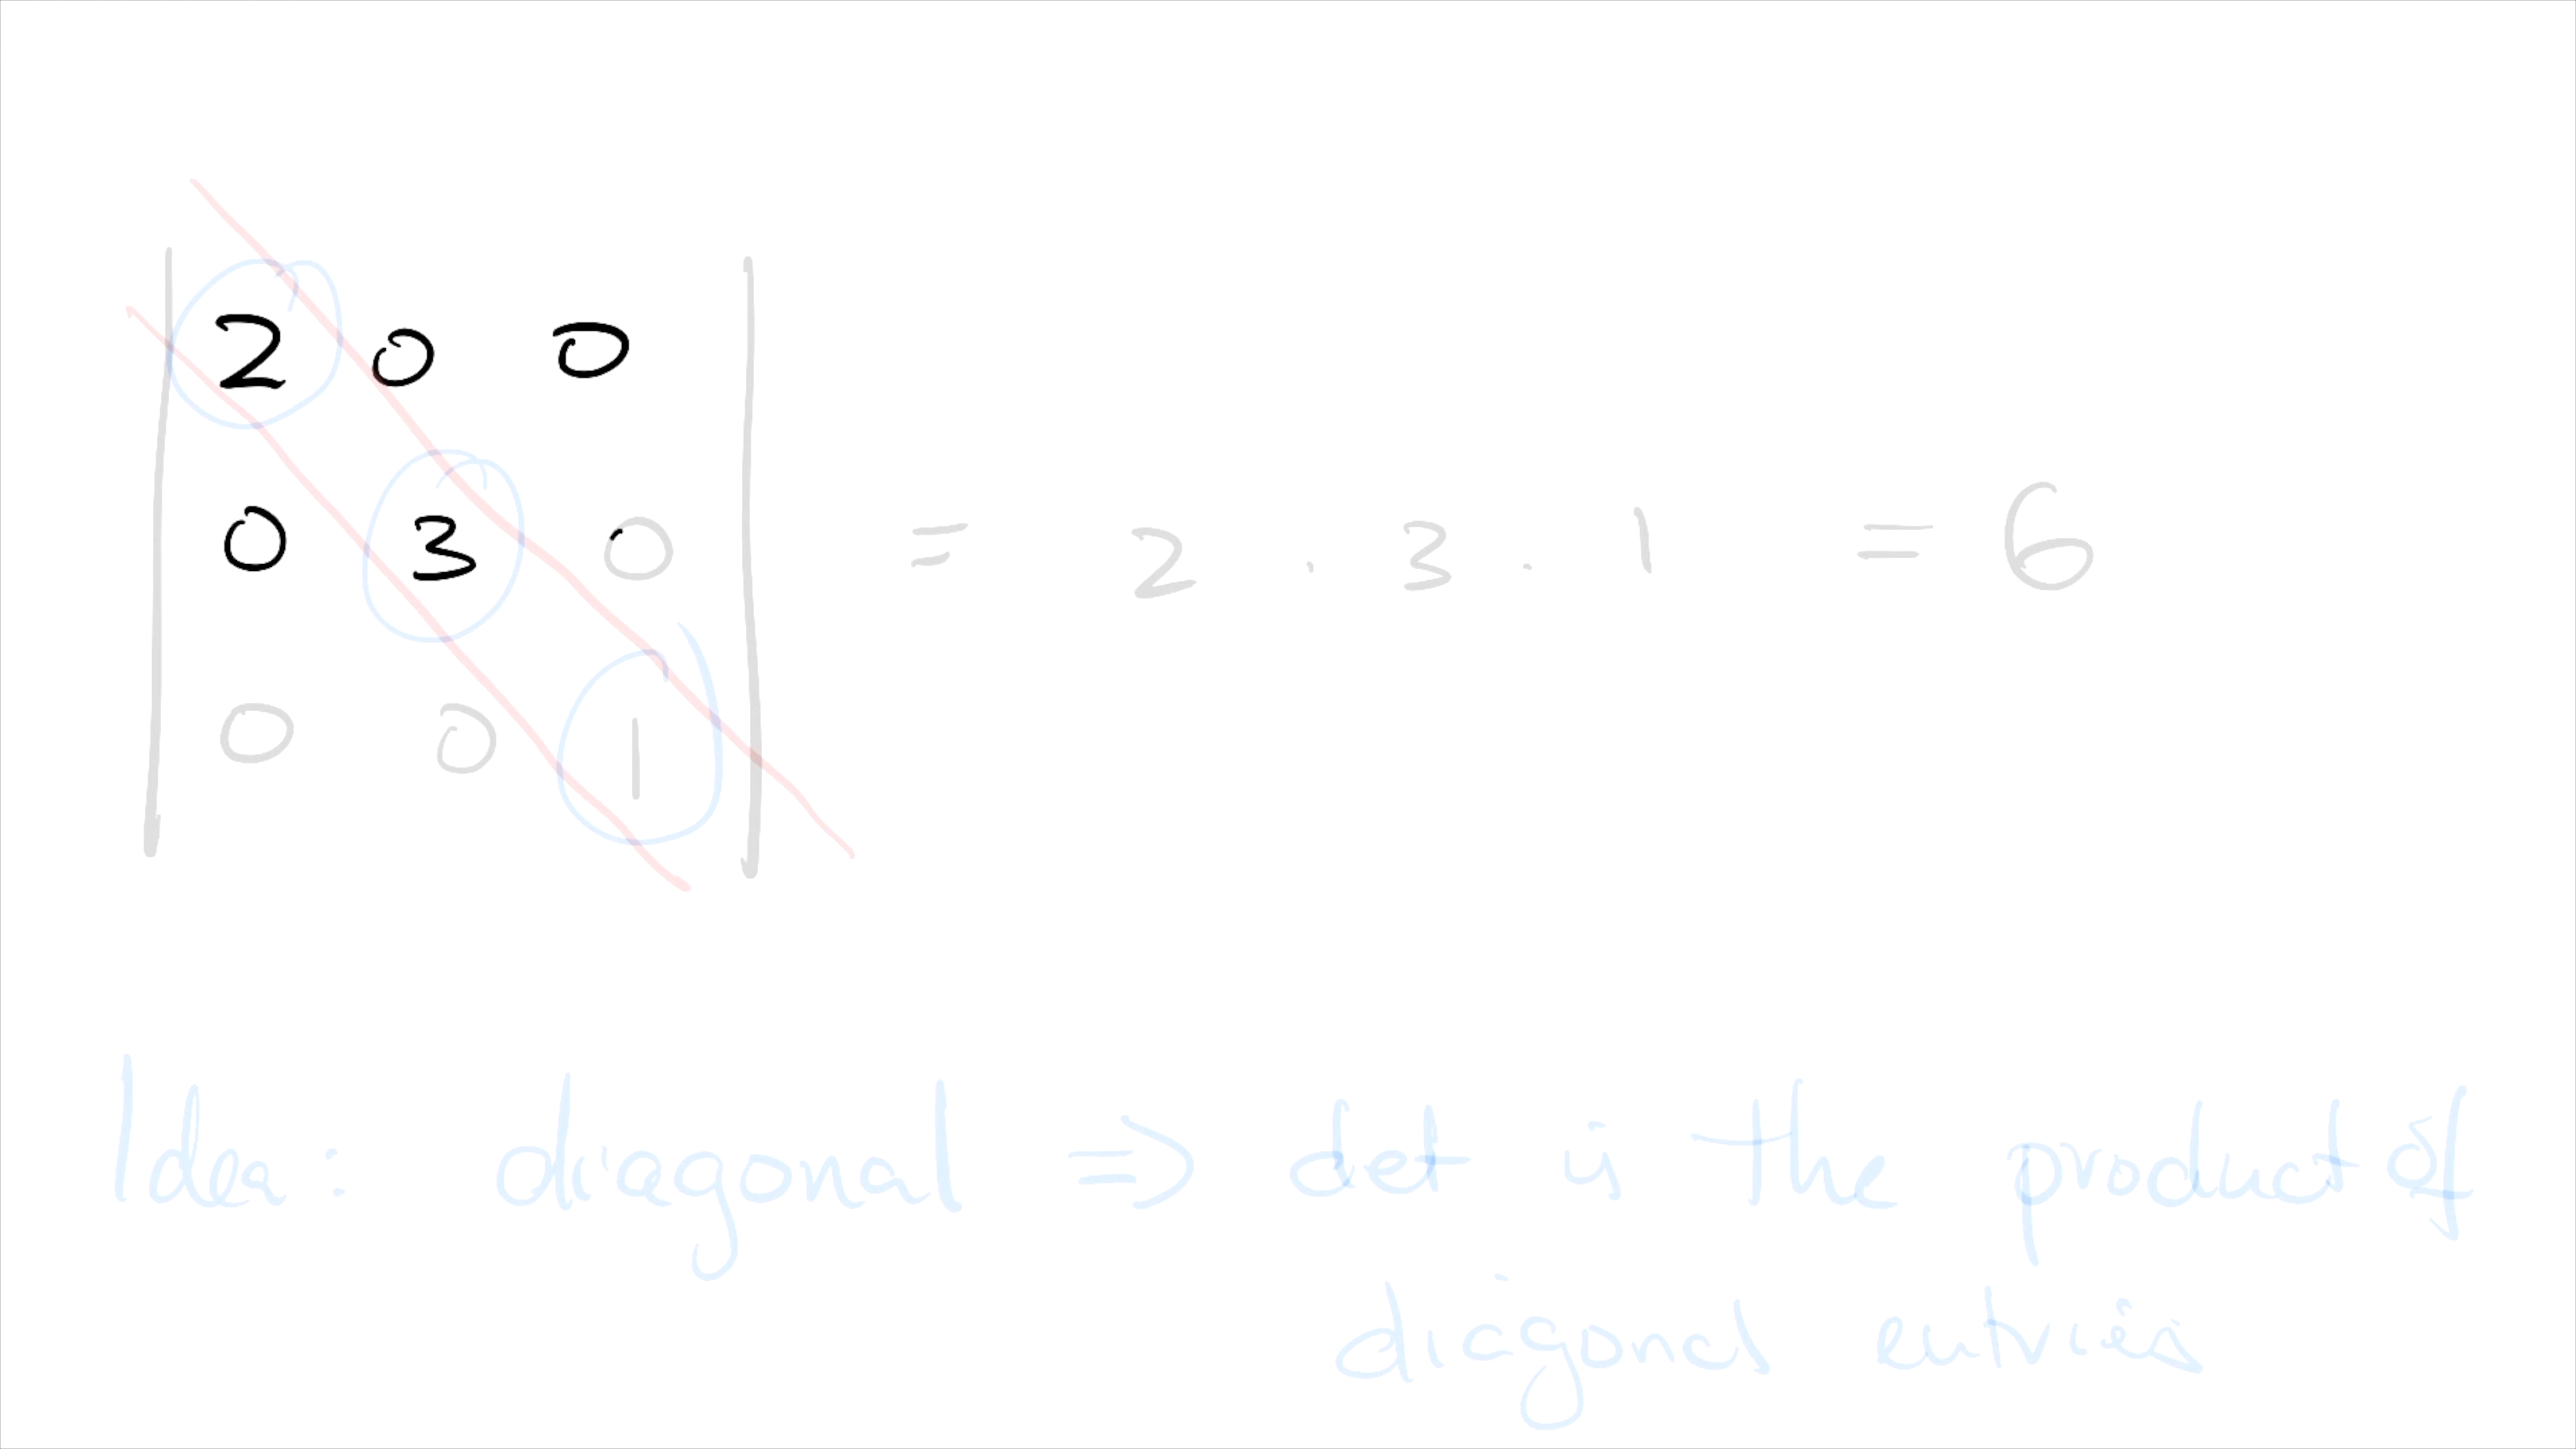 | 2 0 0 |
| 0 3 0 | = 2 . 3 . 1 = 6
| 0 0 1 |
Idea: diagonal => det is the product of
diagonal entries